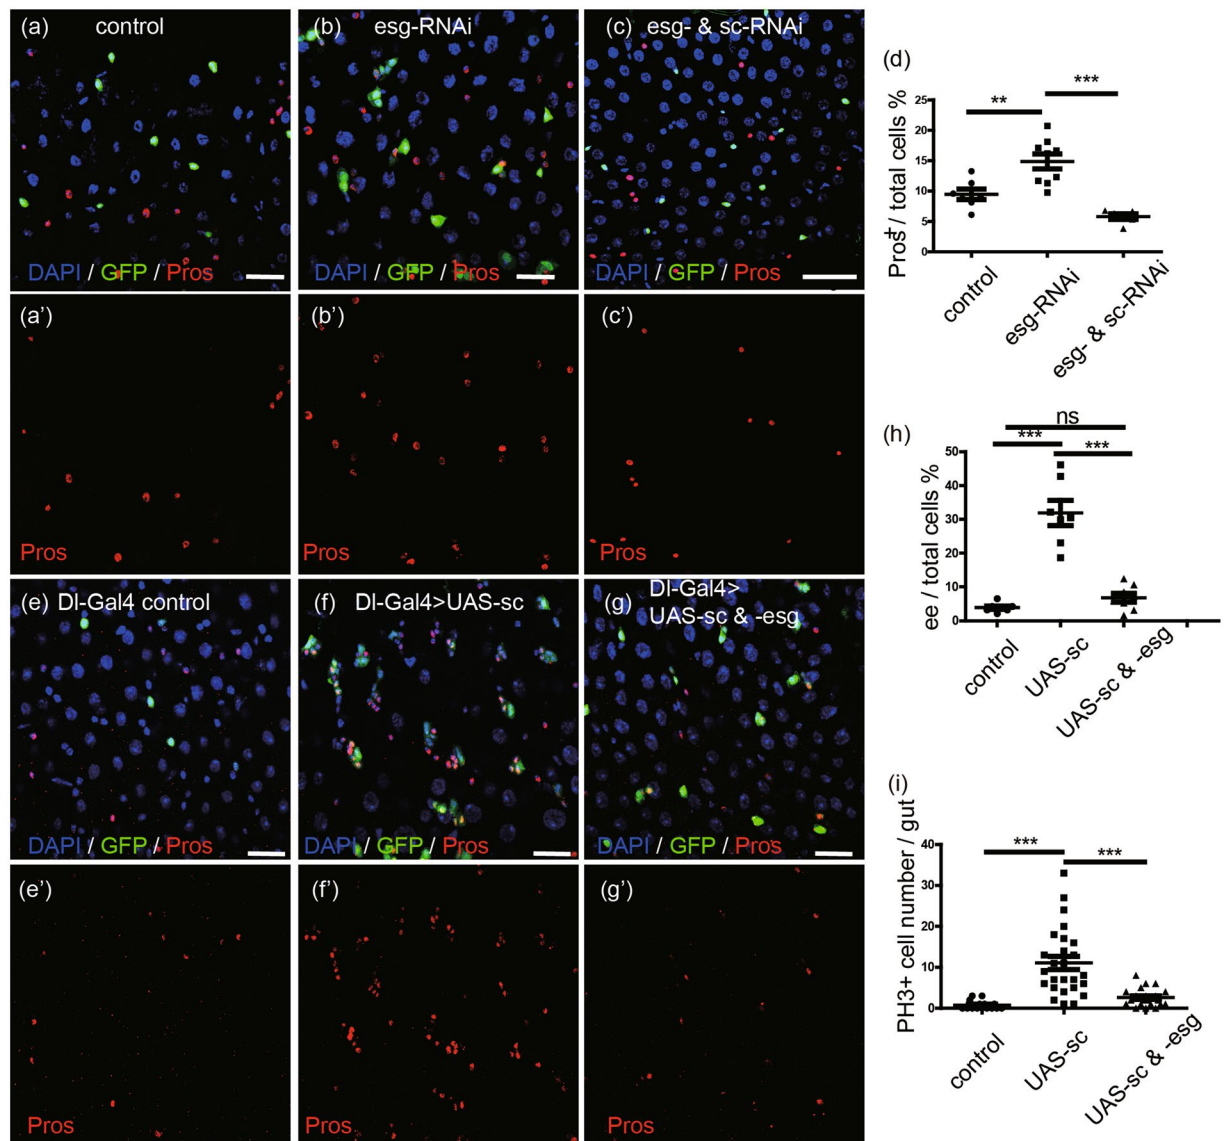 (a) control
DAPI / GFP / Pros
(b) esg-RNAi
DAPI / GFP / Pros
(c) esg- & sc-RNAi
DAPI / GFP / Pros
(a') 
Pros
(b')
Pros
(c')
Pros
(d)
Pros+ / total cells %
25
20
15
10
5
0
**
***
control
esg-RNAi
esg- & sc-RNAi
(e) Dl-Gal4 control
DAPI / GFP / Pros
(f) Dl-Gal4>UAS-sc
DAPI / GFP / Pros
(g) Dl-Gal4>
UAS-sc & -esg
DAPI / GFP / Pros
(e')
Pros
(f')
Pros
(g')
Pros
(h)
ee / total cells %
50
40
30
20
10
0
ns
***
***
control
UAS-sc
UAS-sc & -esg
(i)
PH3+ cell number / gut
40
30
20
10
0
***
***
control
UAS-sc
UAS-sc & -esg